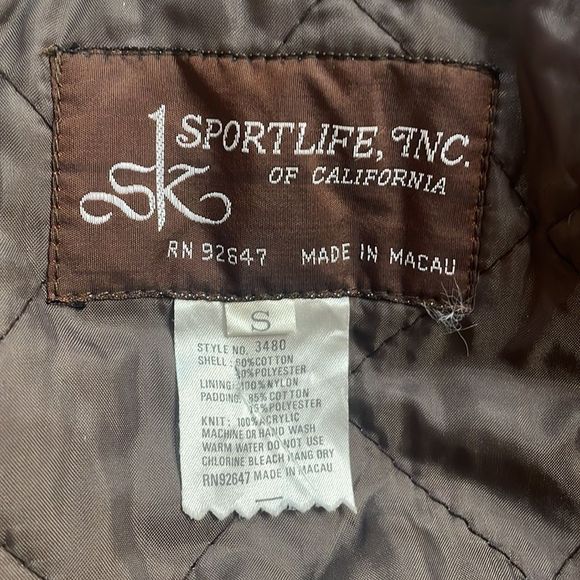 SK
SPORTLIFE, INC.
OF CALIFORNIA
RN 92647 MADE IN MACAU
S
STYLE NO. 3480
SHELL: 60%COTTON
40%POLYESTER
LINING: 100%NYLON
PADDING: 85%COTTON
15%POLYESTER
KNIT: 100%ACRYLIC
MACHINE OR HAND WASH
WARM WATER DO NOT USE
CHLORINE BLEACH HANG DRY
RN92647 MADE IN MACAU